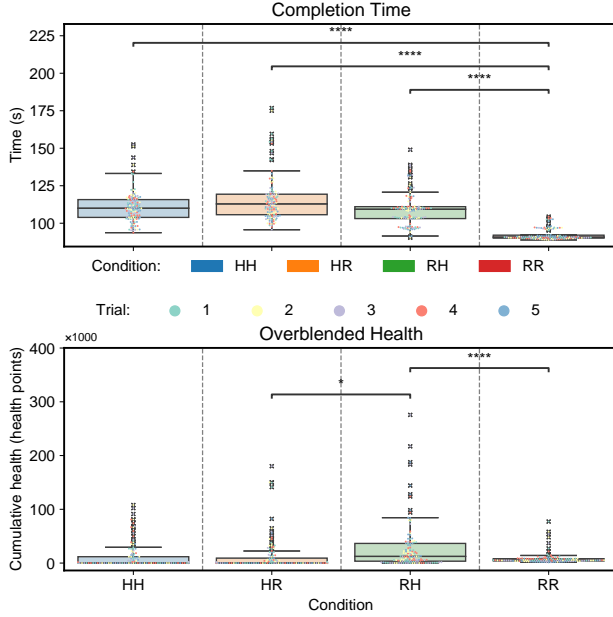 Completion Time
225
200
175
150
125
100
Time (s)
****
****
****
Condition: HH HR RH RR
Trial: 1 2 3 4 5
×1000
Overblended Health
400
300
200
100
0
Cumulative health (health points)
*
****
HH HR RH RR
Condition